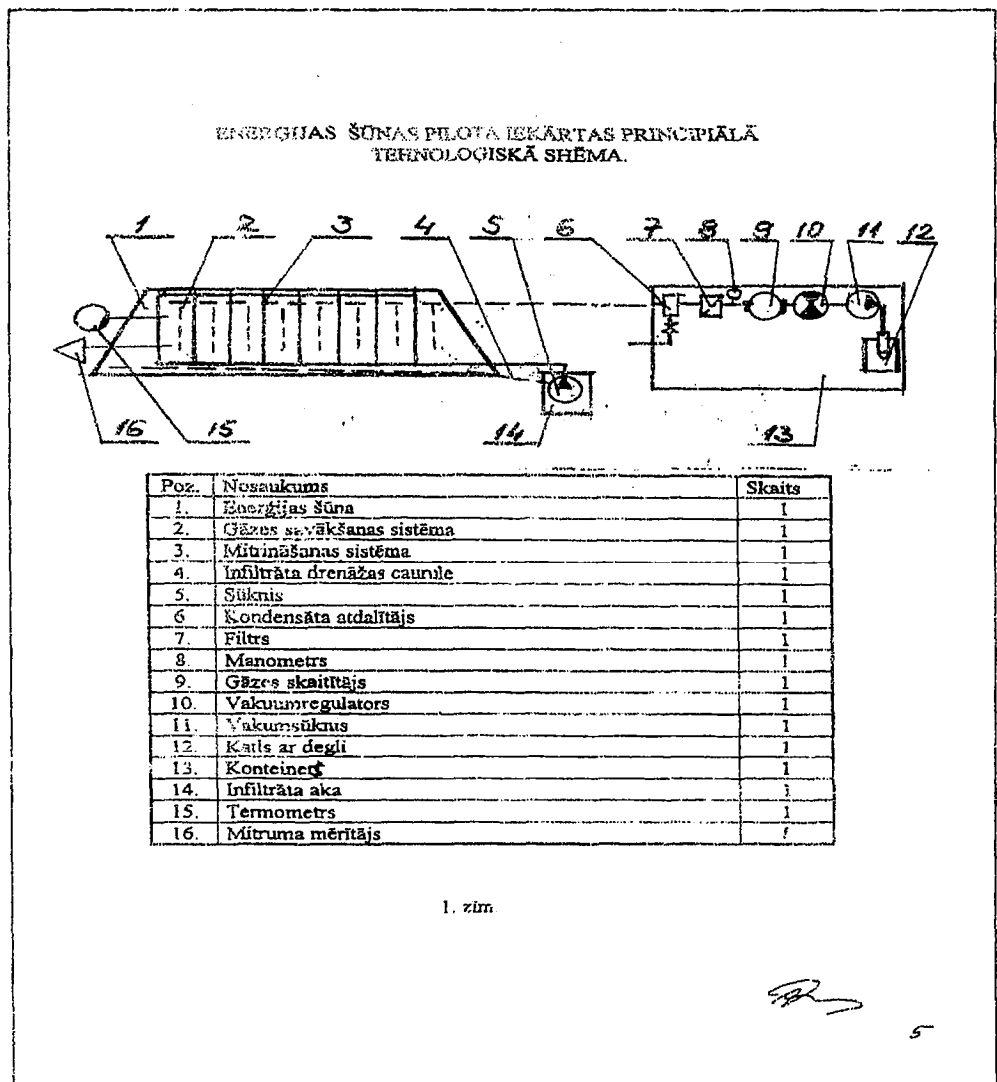 ENERĢIJAS ŠŪNAS PILOTA IEKĀRTAS PRINCIPIĀLĀ
TEHNOLOĢISKĀ SHĒMA.
1 2 3 4 5 6 7 8 9 10 11 12
16 15 14 13
Poz. Nosaukums Skaits
1. Enerģijas šūna 1
2. Gāzes savākšanas sistēma 1
3. Mitrināšanas sistēma 1
4. Infiltrāta drenāžas caurule 1
5. Sūknis 1
6 Kondensāta atdalītājs 1
7. Filtrs 1
8. Manometrs 1
9. Gāzes skaitītājs 1
10. Vakuumregulators 1
11. Vakumsūknis 1
12. Katls ar degli 1
13. Konteiners 1
14. Infiltrāta aka 1
15. Termometrs 1
16. Mitruma mērītājs 1
1. zīm
5